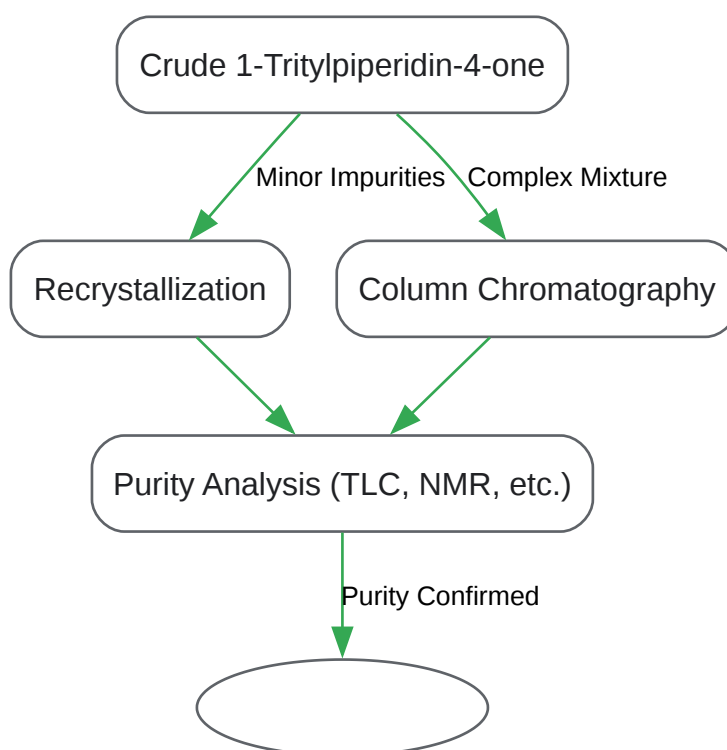 Crude 1-Tritylpiperidin-4-one
Minor Impurities
Complex Mixture
Recrystallization
Column Chromatography
Purity Analysis (TLC, NMR, etc.)
Purity Confirmed